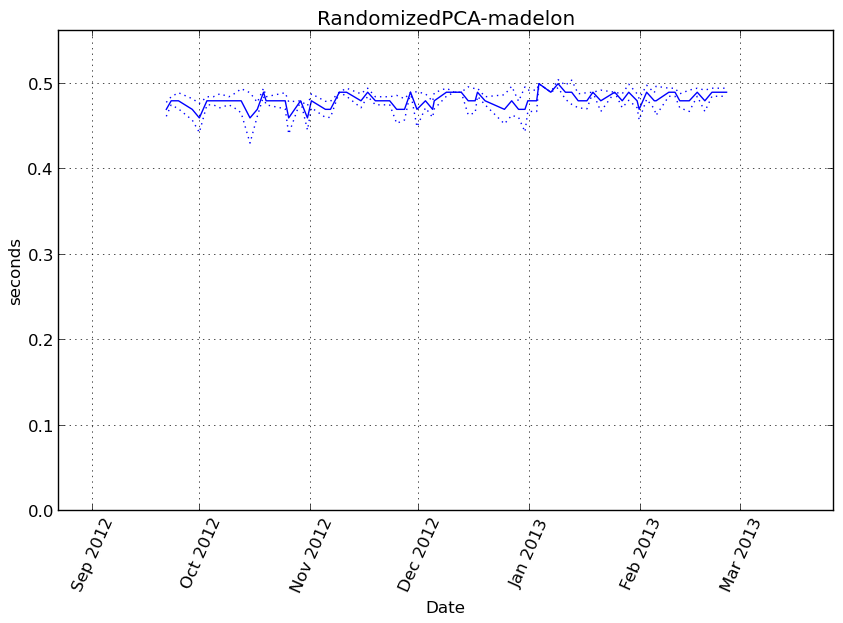 RandomizedPCA-madelon
0.5
0.4
0.3
0.2
0.1
0.0
seconds
Sep 2012
Oct 2012
Nov 2012
Dec 2012
Jan 2013
Feb 2013
Mar 2013
Date